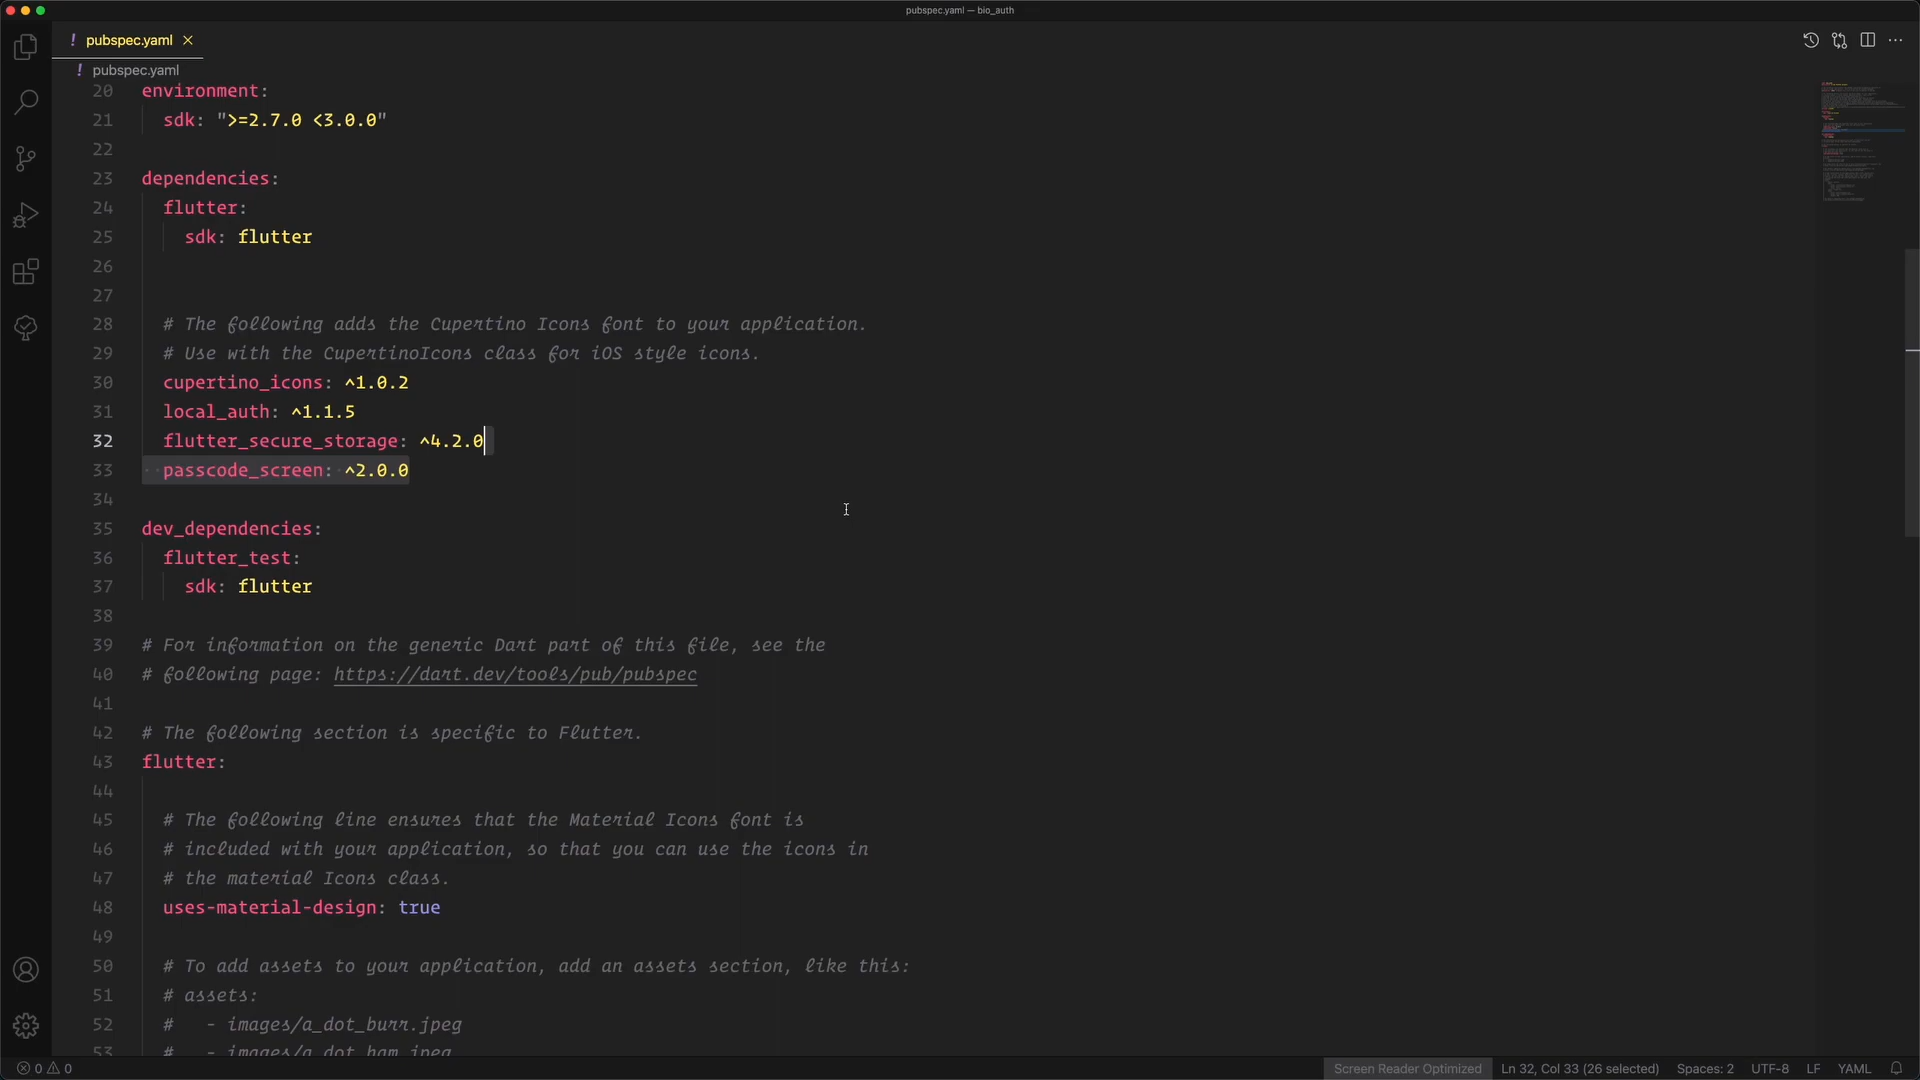 pubspec.yaml — bio_auth
! pubspec.yaml
! pubspec.yaml
20 environment:
21 sdk: ">=2.7.0 <3.0.0"
22
23 dependencies:
24 flutter:
25 sdk: flutter
26
27
28 # The following adds the Cupertino Icons font to your application.
29 # Use with the CupertinoIcons class for iOS style icons.
30 cupertino_icons: ^1.0.2
31 local_auth: ^1.1.5
32 flutter_secure_storage: ^4.2.0
33 passcode_screen: ^2.0.0
34
35 dev_dependencies:
36 flutter_test:
37 sdk: flutter
38
39 # For information on the generic Dart part of this file, see the
40 # following page: https://dart.dev/tools/pub/pubspec
41
42 # The following section is specific to Flutter.
43 flutter:
44
45 # The following line ensures that the Material Icons font is
46 # included with your application, so that you can use the icons in
47 # the material Icons class.
48 uses-material-design: true
49
50 # To add assets to your application, add an assets section, like this:
51 # assets:
52 # - images/a_dot_burr.jpeg
53 # - images/a_dot_ham.jpeg
0 0 Screen Reader Optimized Ln 32, Col 33 (26 selected) Spaces: 2 UTF-8 LF YAML